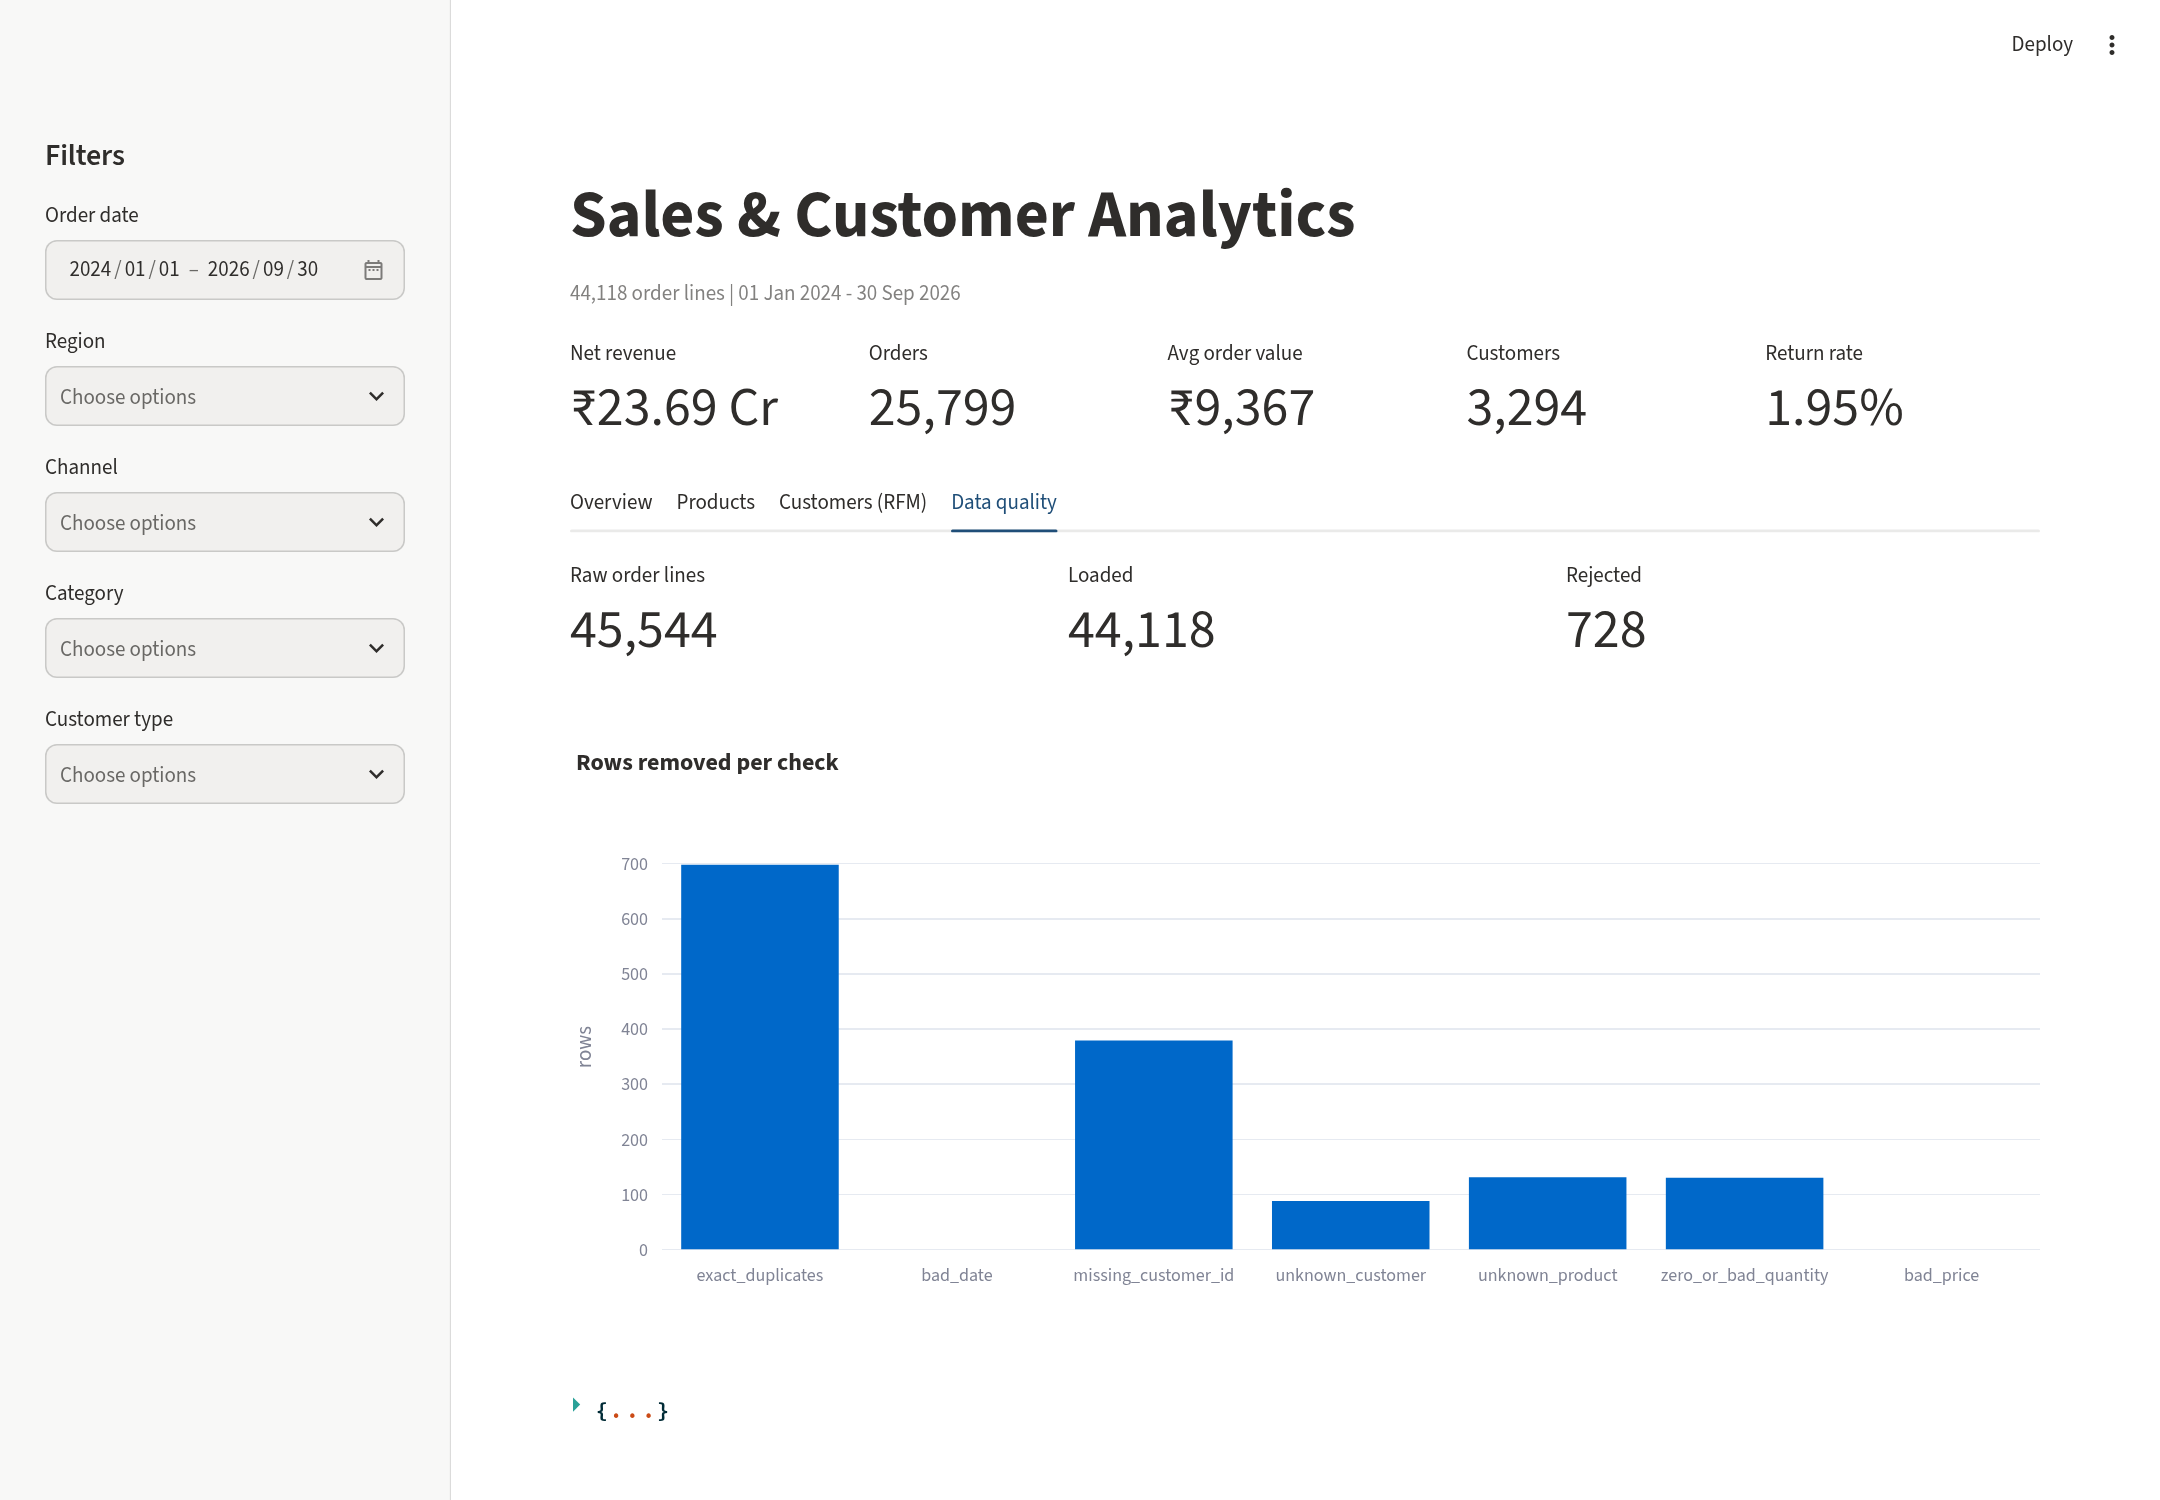 Deploy
Filters
Order date
2024/01/01 – 2026/09/30
Region
Choose options
Channel
Choose options
Category
Choose options
Customer type
Choose options
Sales & Customer Analytics
44,118 order lines | 01 Jan 2024 - 30 Sep 2026
Net revenue Orders Avg order value Customers Return rate
₹23.69 Cr 25,799 ₹9,367 3,294 1.95%
Overview Products Customers (RFM) Data quality
Raw order lines Loaded Rejected
45,544 44,118 728
Rows removed per check
rows
700
600
500
400
300
200
100
0
exact_duplicates bad_date missing_customer_id unknown_customer unknown_product zero_or_bad_quantity bad_price
{...}